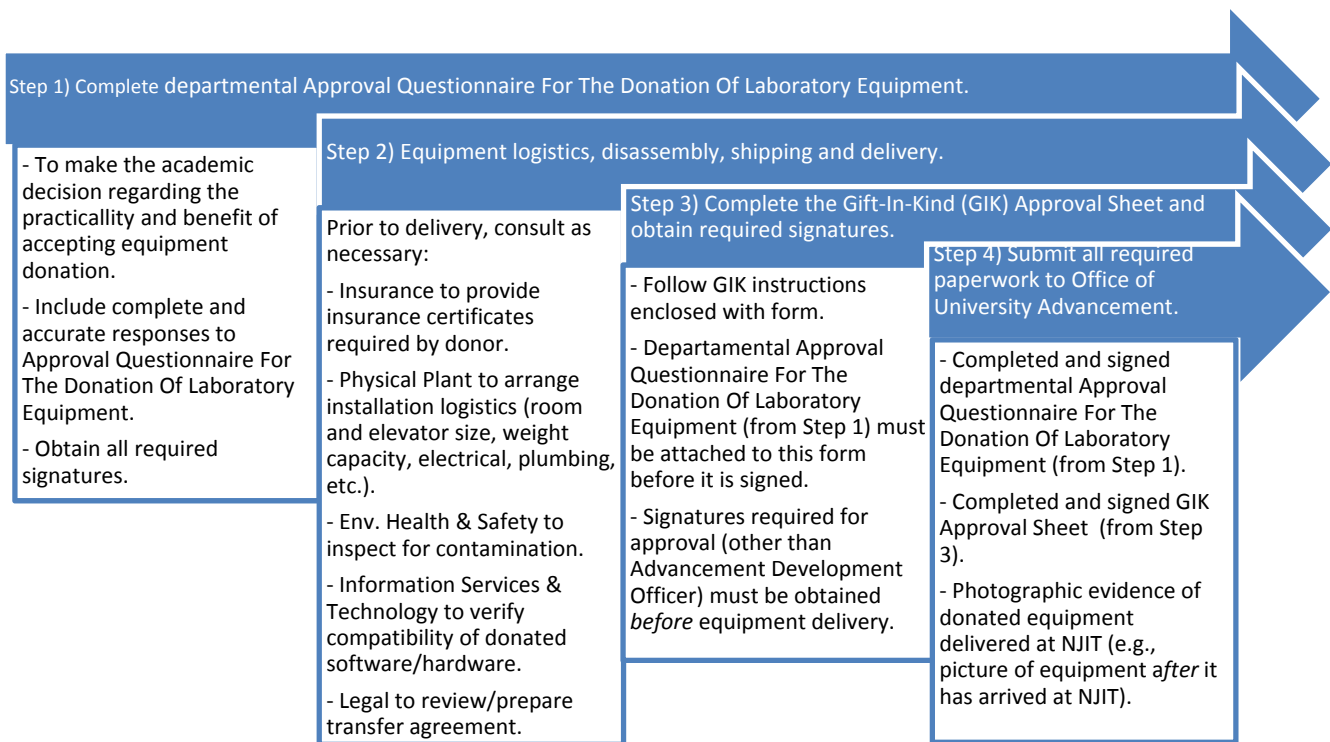 Step 1) Complete departmental Approval Questionnaire For The Donation Of Laboratory Equipment.
- To make the academic
decision regarding the
practicallity and benefit of
accepting equipment
donation.
- Include complete and
accurate responses to
Approval Questionnaire For
The Donation Of Laboratory
Equipment.
- Obtain all required
signatures.
Step 2) Equipment logistics, disassembly, shipping and delivery.
Prior to delivery, consult as
necessary:
- Insurance to provide
insurance certificates
required by donor.
- Physical Plant to arrange
installation logistics (room
and elevator size, weight
capacity, electrical, plumbing,
etc.).
- Env. Health & Safety to
inspect for contamination.
- Information Services &
Technology to verify
compatibility of donated
software/hardware.
- Legal to review/prepare
transfer agreement.
Step 3) Complete the Gift-In-Kind (GIK) Approval Sheet and
obtain required signatures.
- Follow GIK instructions
enclosed with form.
- Departamental Approval
Questionnaire For The
Donation Of Laboratory
Equipment (from Step 1) must
be attached to this form
before it is signed.
- Signatures required for
approval (other than
Advancement Development
Officer) must be obtained
before equipment delivery.
Step 4) Submit all required
paperwork to Office of
University Advancement.
- Completed and signed
departmental Approval
Questionnaire For The
Donation Of Laboratory
Equipment (from Step 1).
- Completed and signed GIK
Approval Sheet (from Step
3).
- Photographic evidence of
donated equipment
delivered at NJIT (e.g.,
picture of equipment after it
has arrived at NJIT).